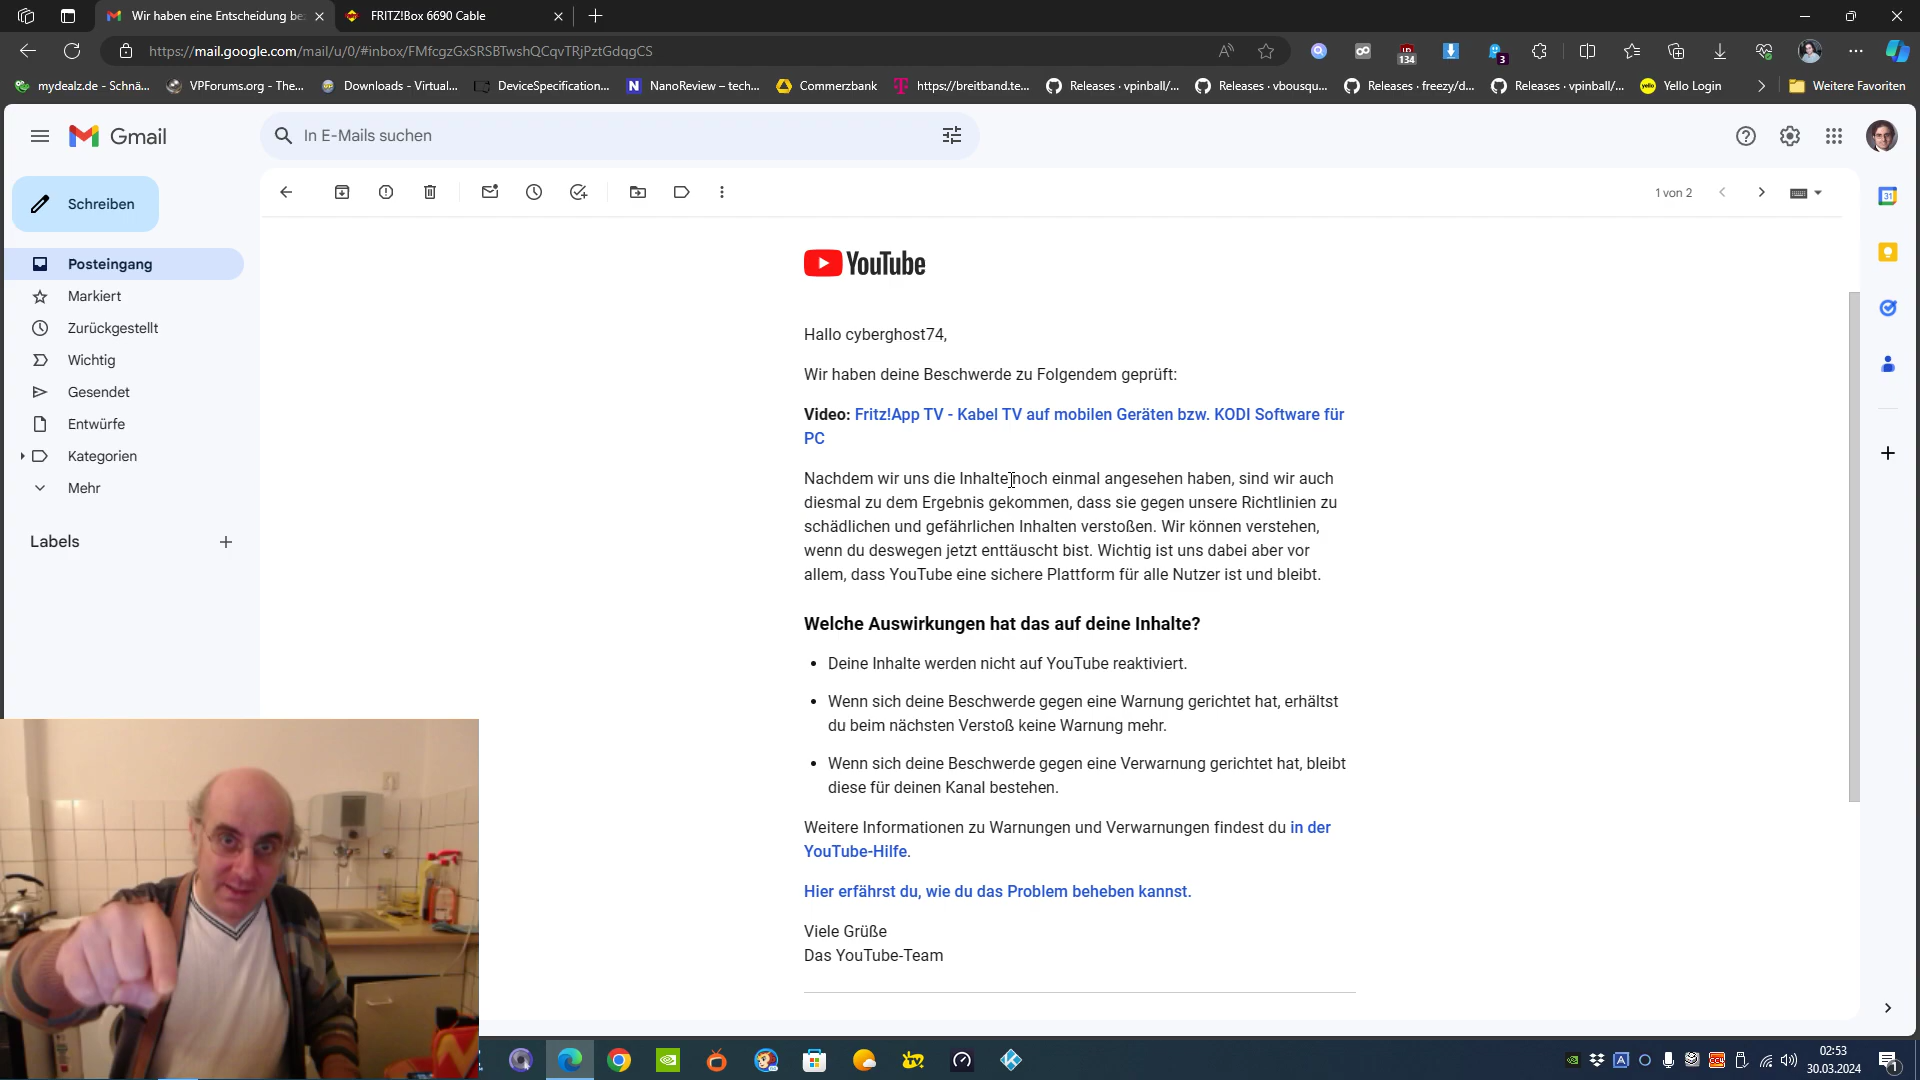 Wir haben eine Entscheidung be
FRITZ!Box 6690 Cable
https://mail.google.com/mail/u/0/#inbox/FMfcgzGxSRSBTwshQCqvTRjPztGdqgCS
134
3
mydealz.de - Schnä...
VPForums.org - The...
Downloads - Virtual...
DeviceSpecification...
NanoReview – tech...
Commerzbank
https://breitband.te...
Releases · vpinball/...
Releases · vbousqu...
Releases · freezy/d...
Releases · vpinball/...
Yello Login
Weitere Favoriten
Gmail
In E-Mails suchen
Schreiben
1 von 2
Posteingang
Markiert
Zurückgestellt
Wichtig
Gesendet
Entwürfe
Kategorien
Mehr
Labels
31
YouTube
Hallo cyberghost74,
Wir haben deine Beschwerde zu Folgendem geprüft:
Video: Fritz!App TV - Kabel TV auf mobilen Geräten bzw. KODI Software für
PC
Nachdem wir uns die Inhalte noch einmal angesehen haben, sind wir auch
diesmal zu dem Ergebnis gekommen, dass sie gegen unsere Richtlinien zu
schädlichen und gefährlichen Inhalten verstoßen. Wir können verstehen,
wenn du deswegen jetzt enttäuscht bist. Wichtig ist uns dabei aber vor
allem, dass YouTube eine sichere Plattform für alle Nutzer ist und bleibt.
Welche Auswirkungen hat das auf deine Inhalte?
• Deine Inhalte werden nicht auf YouTube reaktiviert.
• Wenn sich deine Beschwerde gegen eine Warnung gerichtet hat, erhältst
du beim nächsten Verstoß keine Warnung mehr.
• Wenn sich deine Beschwerde gegen eine Verwarnung gerichtet hat, bleibt
diese für deinen Kanal bestehen.
Weitere Informationen zu Warnungen und Verwarnungen findest du in der
YouTube-Hilfe.
Hier erfährst du, wie du das Problem beheben kannst.
Viele Grüße
Das YouTube-Team
02:53
30.03.2024
1